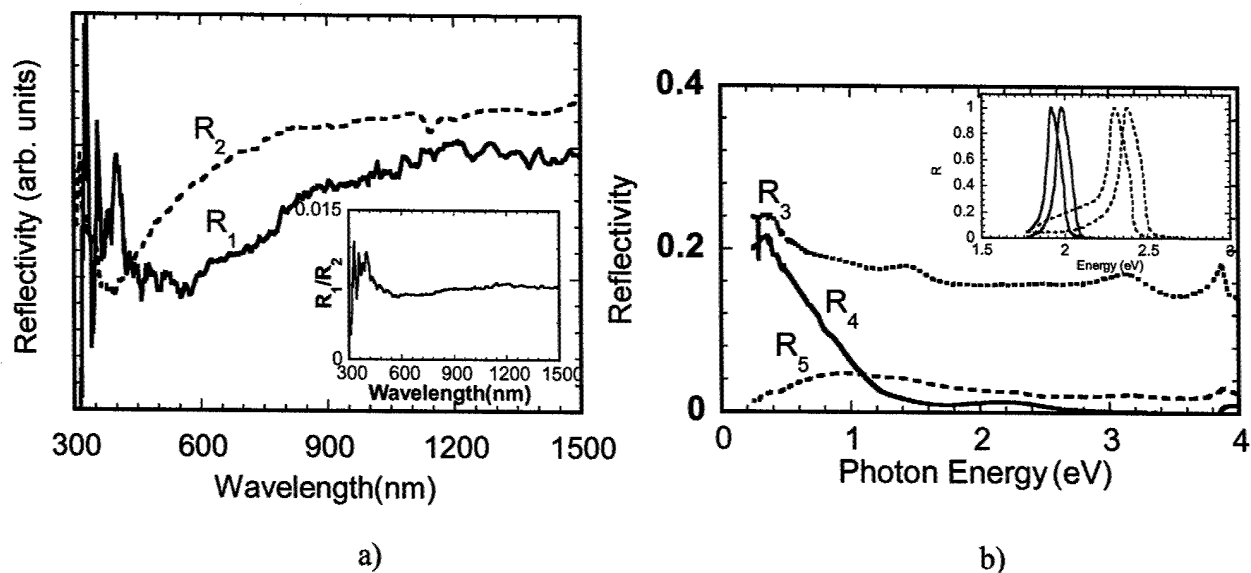 Reflectivity (arb. units)
R2
R1
0.015
R1/R2
0
300 600 900 1200 1500
Wavelength(nm)
300 600 900 1200 1500
Wavelength(nm)
a)
0.4
0.2
0
Reflectivity
R3
R4
R5
1
0.8
0.6
0.4
0.2
0
R
1.5 2 2.5 3
Energy (eV)
0 1 2 3 4
Photon Energy (eV)
b)